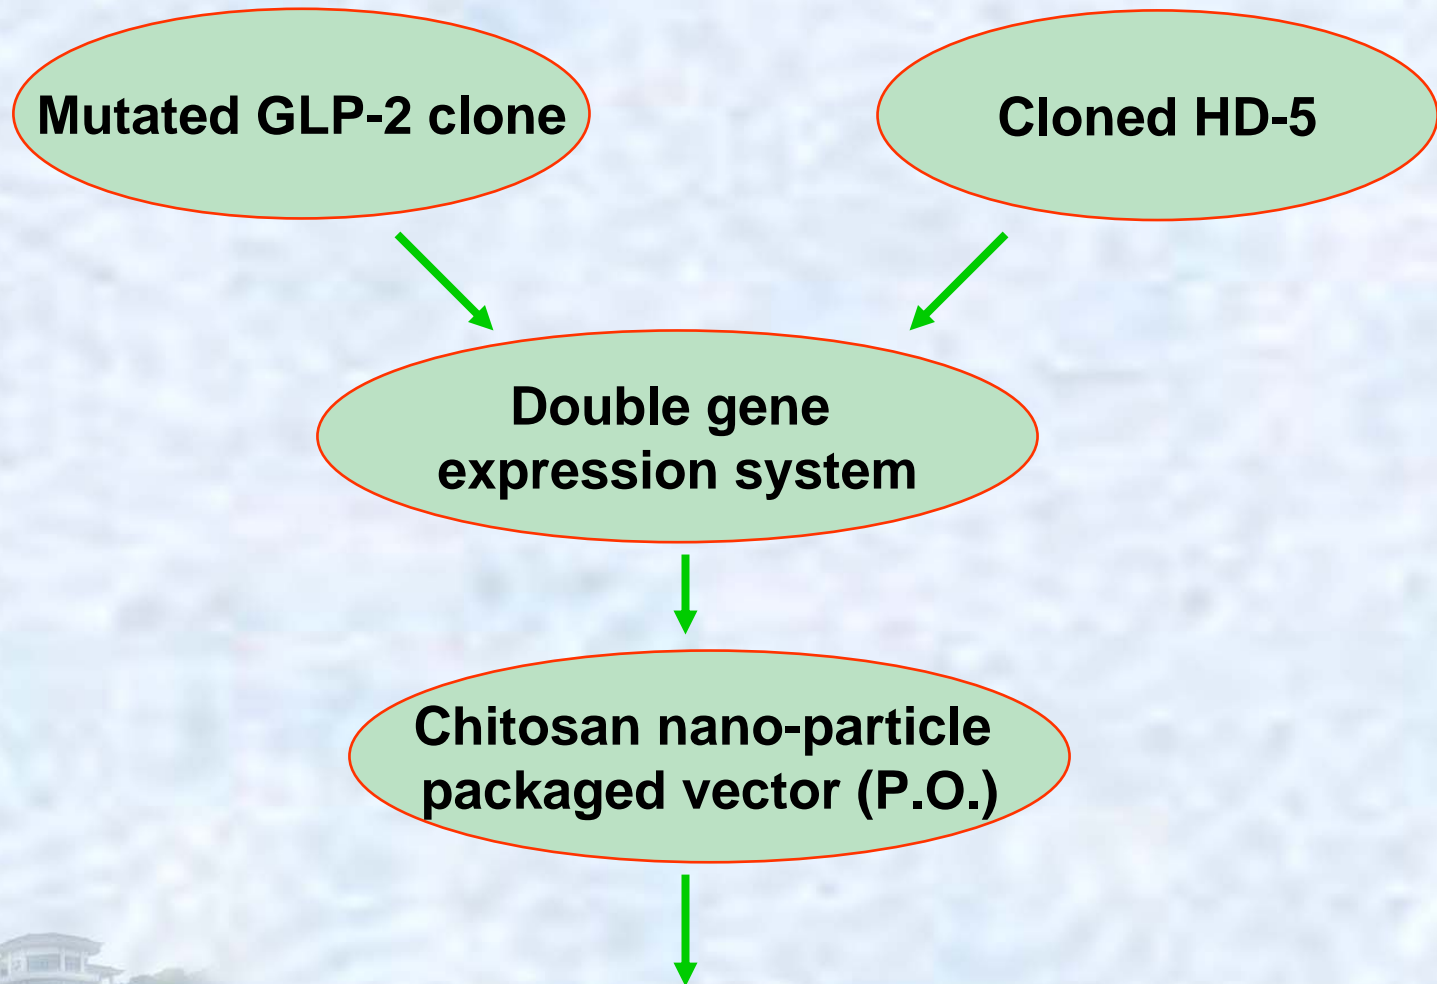 Mutated GLP-2 clone
Cloned HD-5
Double gene
expression system
Chitosan nano-particle
packaged vector (P.O.)